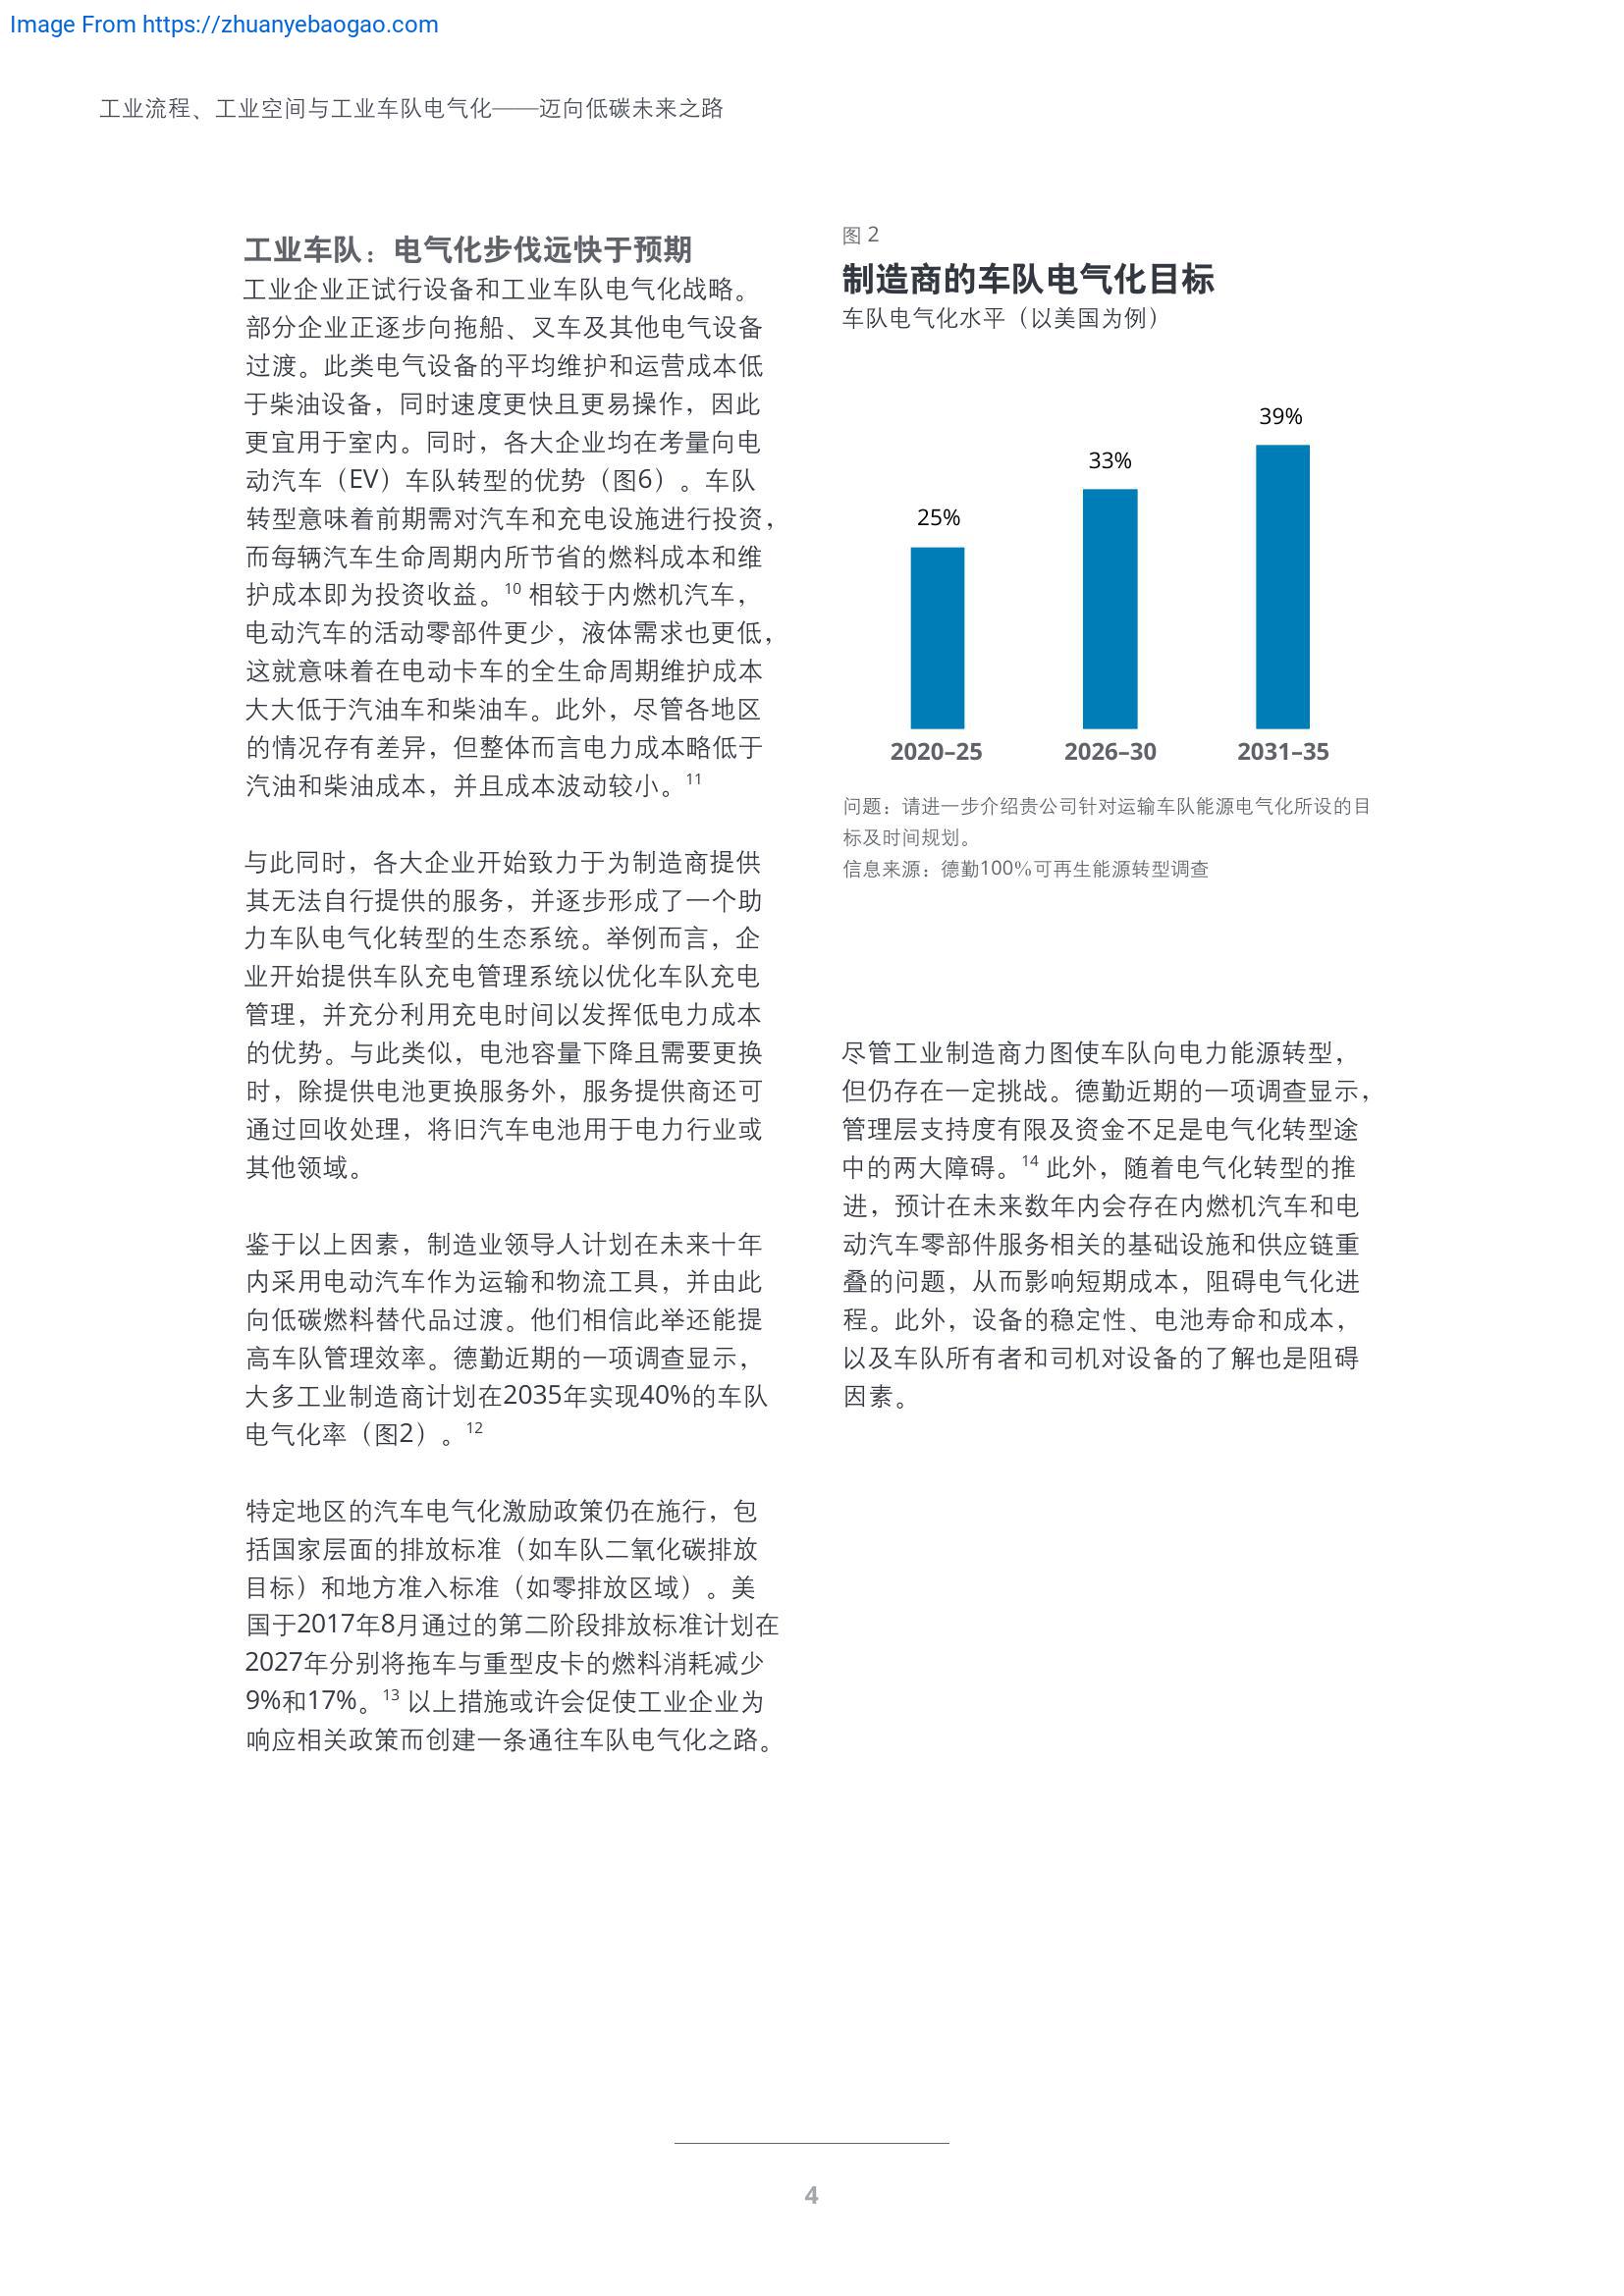 Image From https://zhuanyebaogao.com
工业流程、工业空间与工业车队电气化——迈向低碳未来之路
工业车队：电气化步伐远快于预期
工业企业正试行设备和工业车队电气化战略。
部分企业正逐步向拖船、叉车及其他电气设备
过渡。此类电气设备的平均维护和运营成本低
于柴油设备，同时速度更快且更易操作，因此
更宜用于室内。同时，各大企业均在考量向电
动汽车（EV）车队转型的优势（图6）。车队
转型意味着前期需对汽车和充电设施进行投资，
而每辆汽车生命周期内所节省的燃料成本和维
护成本即为投资收益。10 相较于内燃机汽车，
电动汽车的活动零部件更少，液体需求也更低，
这就意味着在电动卡车的全生命周期维护成本
大大低于汽油车和柴油车。此外，尽管各地区
的情况存有差异，但整体而言电力成本略低于
汽油和柴油成本，并且成本波动较小。11
与此同时，各大企业开始致力于为制造商提供
其无法自行提供的服务，并逐步形成了一个助
力车队电气化转型的生态系统。举例而言，企
业开始提供车队充电管理系统以优化车队充电
管理，并充分利用充电时间以发挥低电力成本
的优势。与此类似，电池容量下降且需要更换
时，除提供电池更换服务外，服务提供商还可
通过回收处理，将旧汽车电池用于电力行业或
其他领域。
鉴于以上因素，制造业领导人计划在未来十年
内采用电动汽车作为运输和物流工具，并由此
向低碳燃料替代品过渡。他们相信此举还能提
高车队管理效率。德勤近期的一项调查显示，
大多工业制造商计划在2035年实现40%的车队
电气化率（图2）。12
特定地区的汽车电气化激励政策仍在施行，包
括国家层面的排放标准（如车队二氧化碳排放
目标）和地方准入标准（如零排放区域）。美
国于2017年8月通过的第二阶段排放标准计划在
2027年分别将拖车与重型皮卡的燃料消耗减少
9%和17%。13 以上措施或许会促使工业企业为
响应相关政策而创建一条通往车队电气化之路。
图 2
制造商的车队电气化目标
车队电气化水平（以美国为例）
39%
33%
25%
2020–25 2026–30 2031–35
问题：请进一步介绍贵公司针对运输车队能源电气化所设的目
标及时间规划。
信息来源：德勤100%可再生能源转型调查
尽管工业制造商力图使车队向电力能源转型，
但仍存在一定挑战。德勤近期的一项调查显示，
管理层支持度有限及资金不足是电气化转型途
中的两大障碍。14 此外，随着电气化转型的推
进，预计在未来数年内会存在内燃机汽车和电
动汽车零部件服务相关的基础设施和供应链重
叠的问题，从而影响短期成本，阻碍电气化进
程。此外，设备的稳定性、电池寿命和成本，
以及车队所有者和司机对设备的了解也是阻碍
因素。
4